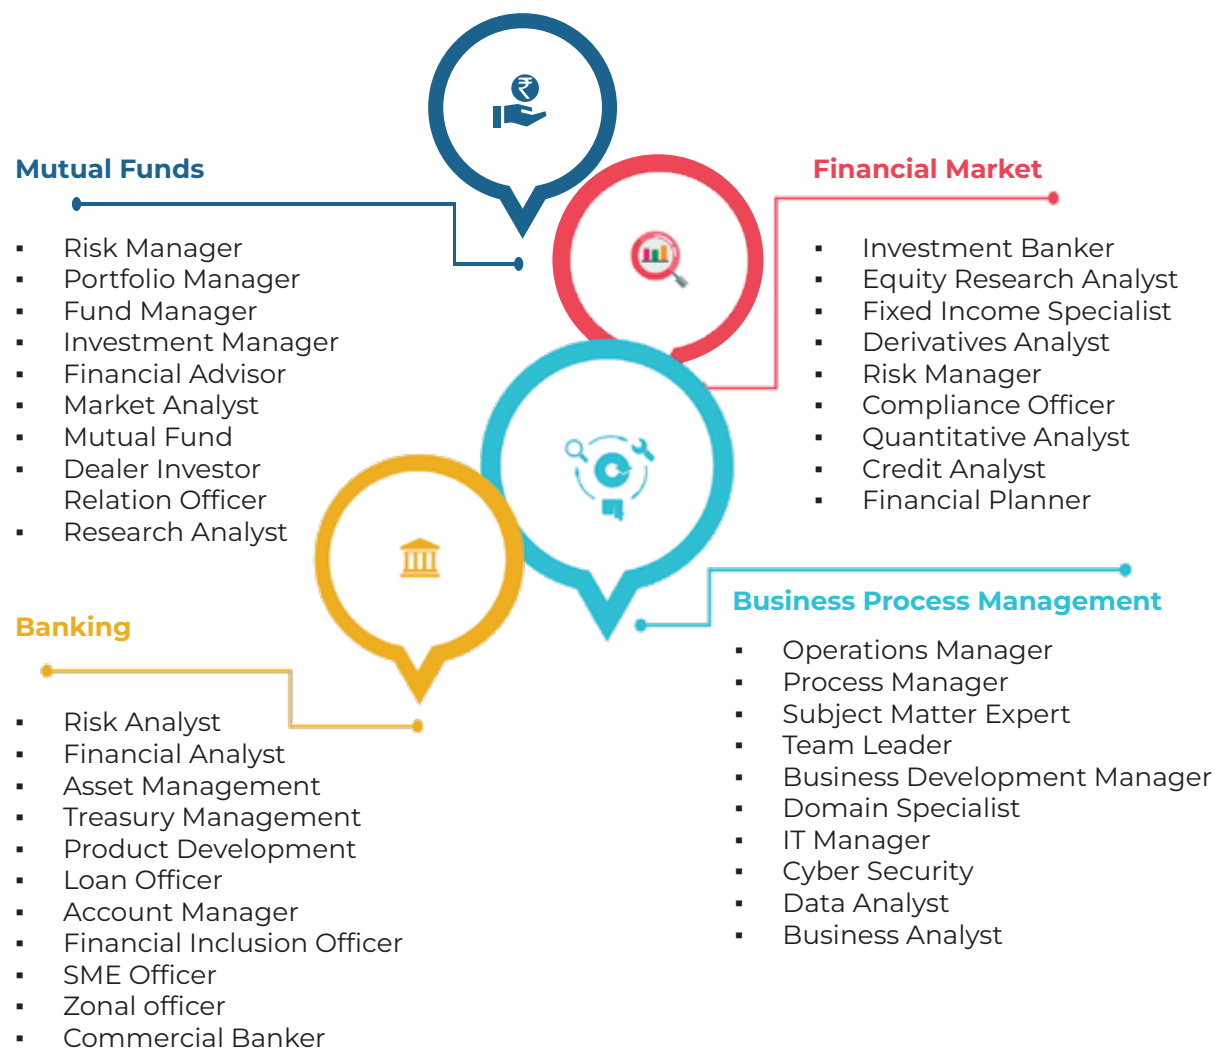 Mutual Funds
▪ Risk Manager
▪ Portfolio Manager
▪ Fund Manager
▪ Investment Manager
▪ Financial Advisor
▪ Market Analyst
▪ Mutual Fund
▪ Dealer Investor
Relation Officer
▪ Research Analyst
₹
Financial Market
▪ Investment Banker
▪ Equity Research Analyst
▪ Fixed Income Specialist
▪ Derivatives Analyst
▪ Risk Manager
▪ Compliance Officer
▪ Quantitative Analyst
▪ Credit Analyst
▪ Financial Planner
Banking
▪ Risk Analyst
▪ Financial Analyst
▪ Asset Management
▪ Treasury Management
▪ Product Development
▪ Loan Officer
▪ Account Manager
▪ Financial Inclusion Officer
▪ SME Officer
▪ Zonal officer
▪ Commercial Banker
Business Process Management
▪ Operations Manager
▪ Process Manager
▪ Subject Matter Expert
▪ Team Leader
▪ Business Development Manager
▪ Domain Specialist
▪ IT Manager
▪ Cyber Security
▪ Data Analyst
▪ Business Analyst